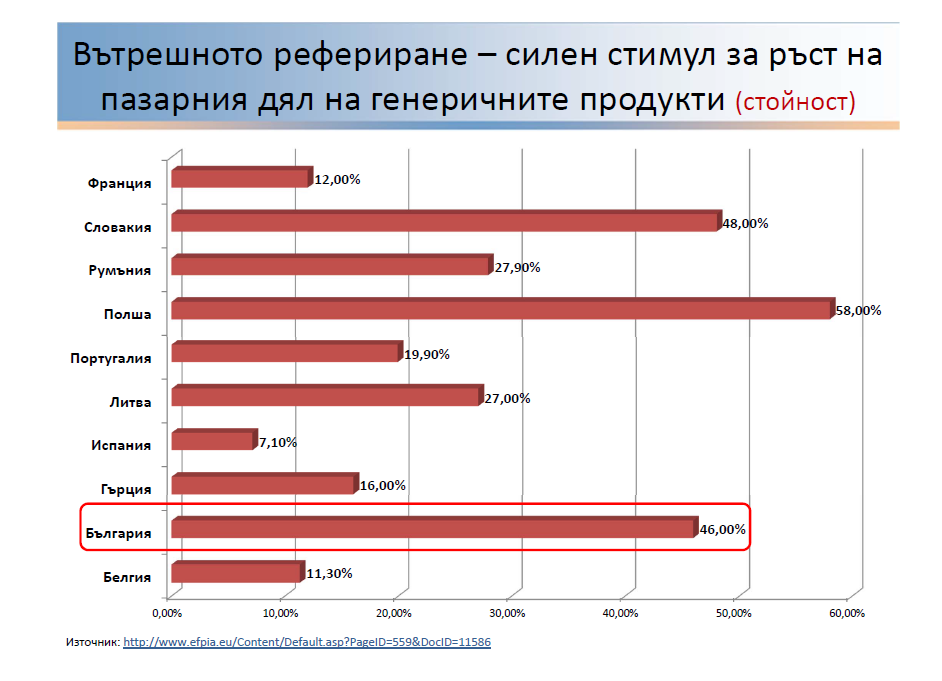 Вътрешното рефериране – силен стимул за ръст на
пазарния дял на генеричните продукти (стойност)
Франция 12,00%
Словакия 48,00%
Румъния 27,90%
Полша 58,00%
Португалия 19,90%
Литва 27,00%
Испания 7,10%
Гърция 16,00%
България 46,00%
Белгия 11,30%
0,00% 10,00% 20,00% 30,00% 40,00% 50,00% 60,00%
Източник: http://www.efpia.eu/Content/Default.asp?PageID=559&DocID=11586